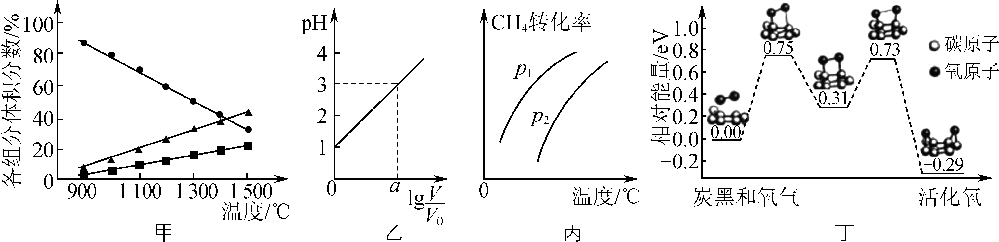 各组分体积分数/%
100
80
60
40
20
0
900
1 100
1 300
1 500
温度/℃
甲
pH
4
3
2
1
0
a
lg V/V₀
乙
CH₄转化率
p₁
p₂
0
温度/℃
丙
相对能量/eV
1.0
0.8
0.6
0.4
0.2
0.0
−0.2
0.00
0.75
0.31
0.73
−0.29
碳原子
氧原子
炭黑和氧气
活化氧
丁